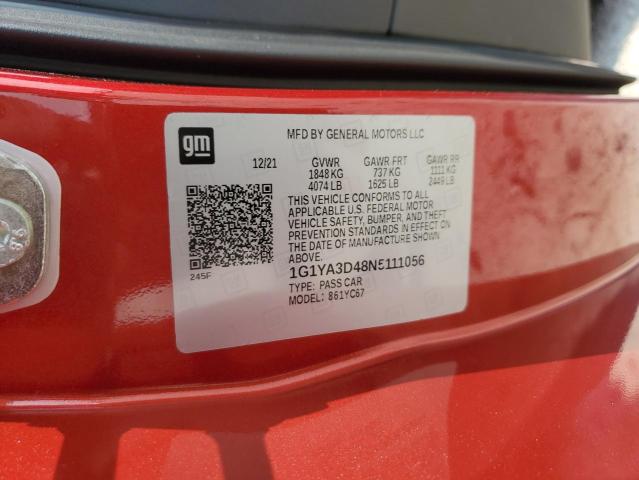 gm
MFD BY GENERAL MOTORS LLC
12/21 GVWR GAWR FRT GAWR RR
1848 KG 737 KG 1111 KG
4074 LB 1625 LB 2449 LB
THIS VEHICLE CONFORMS TO ALL
APPLICABLE U.S. FEDERAL MOTOR
VEHICLE SAFETY, BUMPER, AND THEFT
PREVENTION STANDARDS IN EFFECT ON
THE DATE OF MANUFACTURE SHOWN
ABOVE.
245F
1G1YA3D48N5111056
TYPE: PASS CAR
MODEL: 861YC67